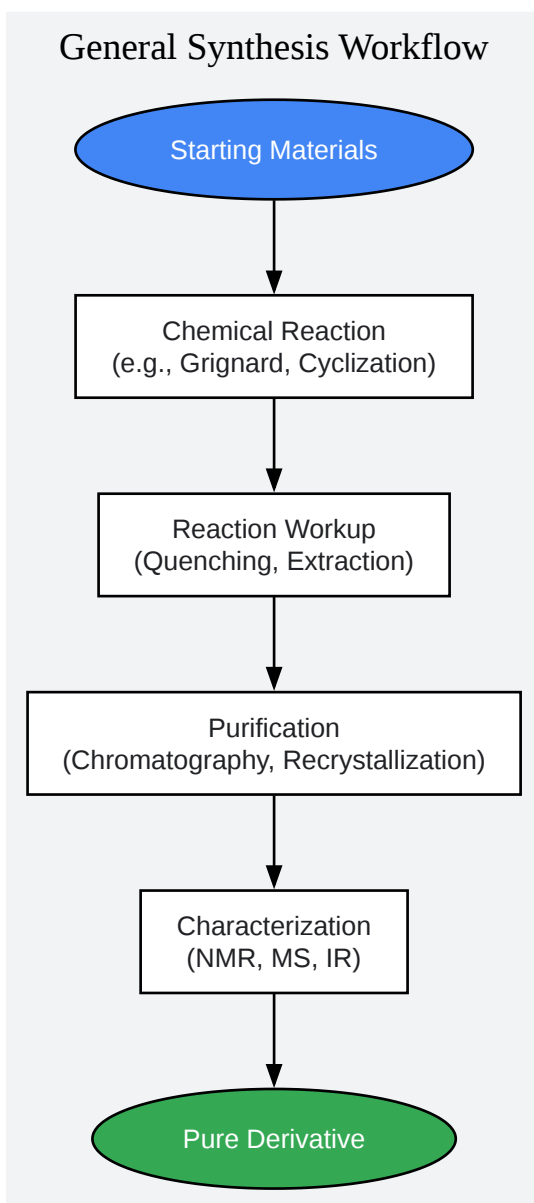 General Synthesis Workflow
Starting Materials
Chemical Reaction
(e.g., Grignard, Cyclization)
Reaction Workup
(Quenching, Extraction)
Purification
(Chromatography, Recrystallization)
Characterization
(NMR, MS, IR)
Pure Derivative